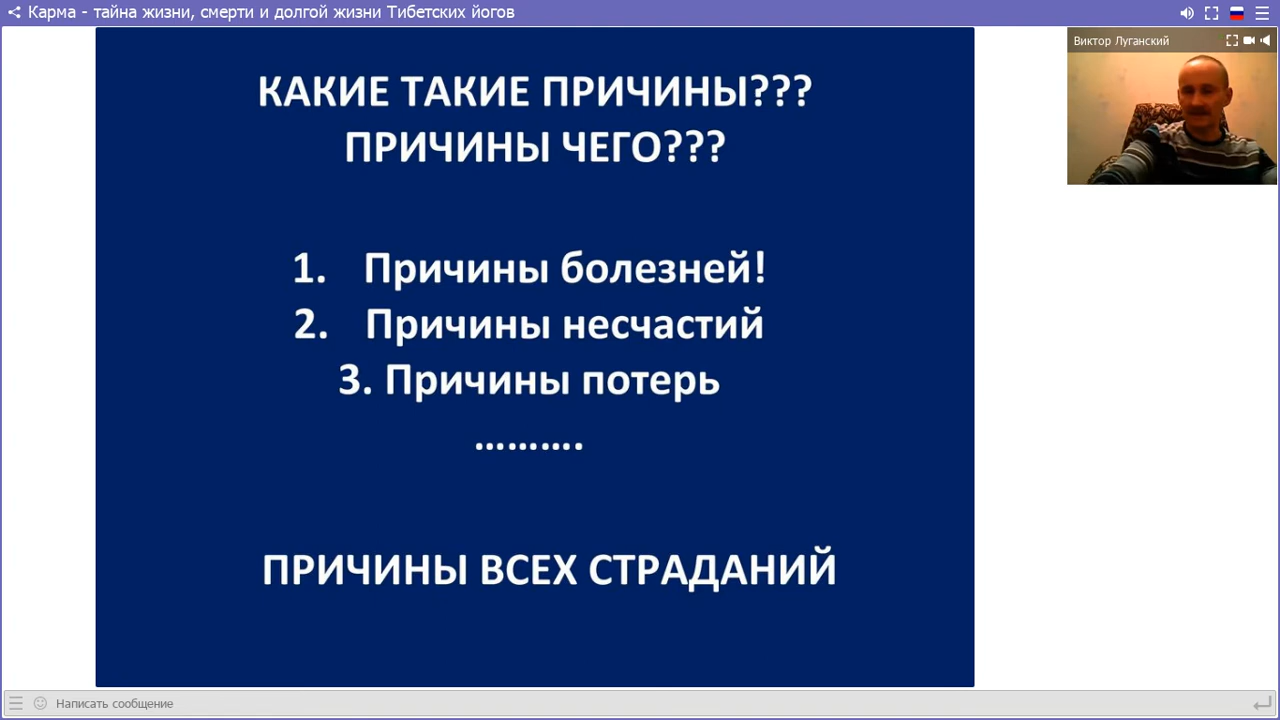 Карма - тайна жизни, смерти и долгой жизни Тибетских йогов
Виктор Луганский
КАКИЕ ТАКИЕ ПРИЧИНЫ???
ПРИЧИНЫ ЧЕГО???
1. Причины болезней!
2. Причины несчастий
3. Причины потерь
……….
ПРИЧИНЫ ВСЕХ СТРАДАНИЙ
Написать сообщение